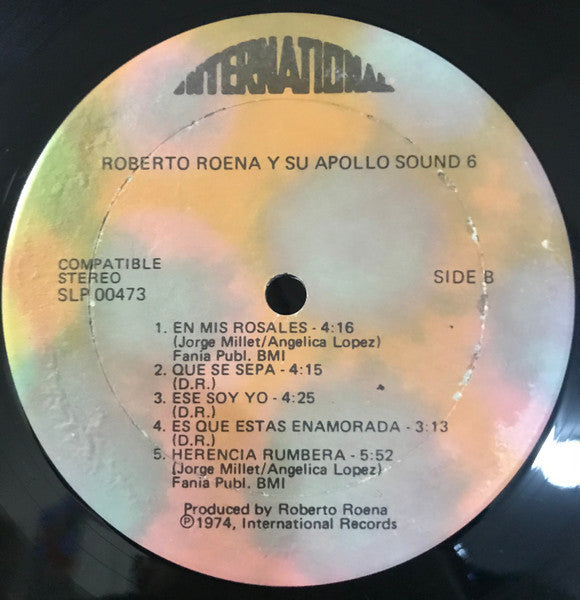 INTERNATIONAL
ROBERTO ROENA Y SU APOLLO SOUND 6
COMPATIBLE
STEREO
SLP 00473
SIDE B
1. EN MIS ROSALES - 4:16
(Jorge Millet/Angelica Lopez)
Fania Publ. BMI
2. QUE SE SEPA - 4:15
(D.R.)
3. ESE SOY YO - 4:25
(D.R.)
4. ES QUE ESTAS ENAMORADA - 3:13
(D.R.)
5. HERENCIA RUMBERA - 5:52
(Jorge Millet/Angelica Lopez)
Fania Publ. BMI
Produced by Roberto Roena
Ⓟ1974, International Records